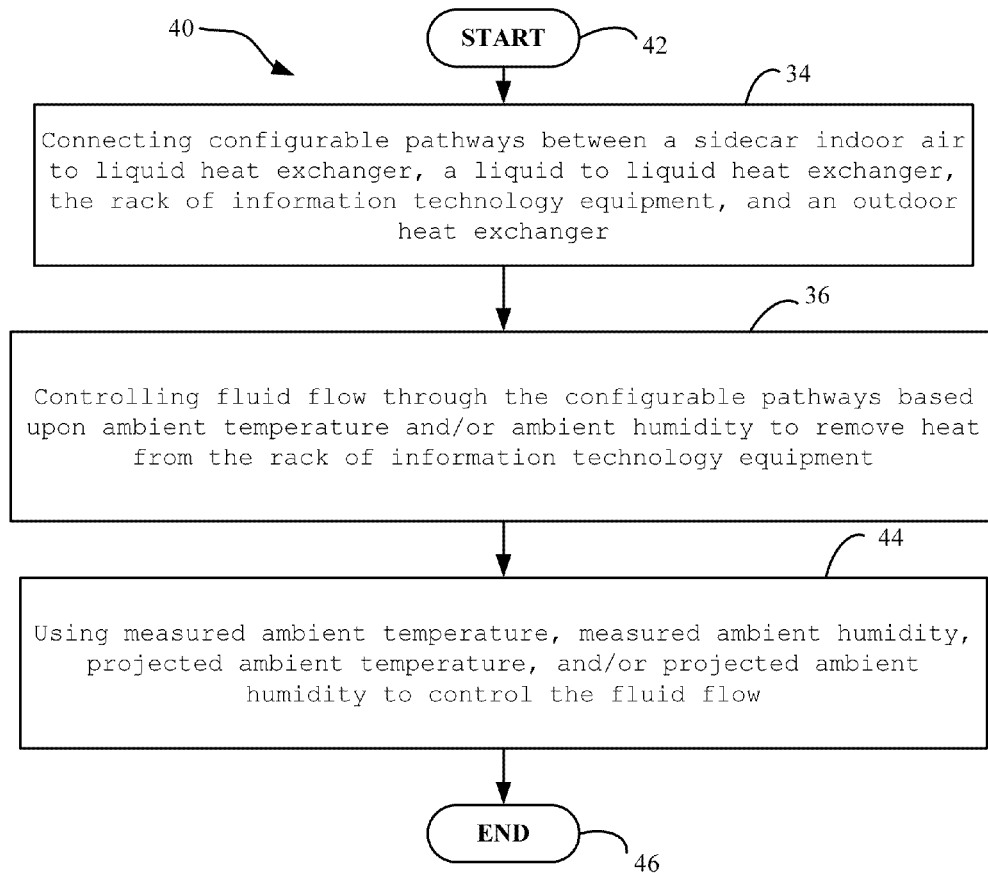 40
START
42
34
Connecting configurable pathways between a sidecar indoor air
to liquid heat exchanger, a liquid to liquid heat exchanger,
the rack of information technology equipment, and an outdoor
heat exchanger
36
Controlling fluid flow through the configurable pathways based
upon ambient temperature and/or ambient humidity to remove heat
from the rack of information technology equipment
44
Using measured ambient temperature, measured ambient humidity,
projected ambient temperature, and/or projected ambient
humidity to control the fluid flow
END
46